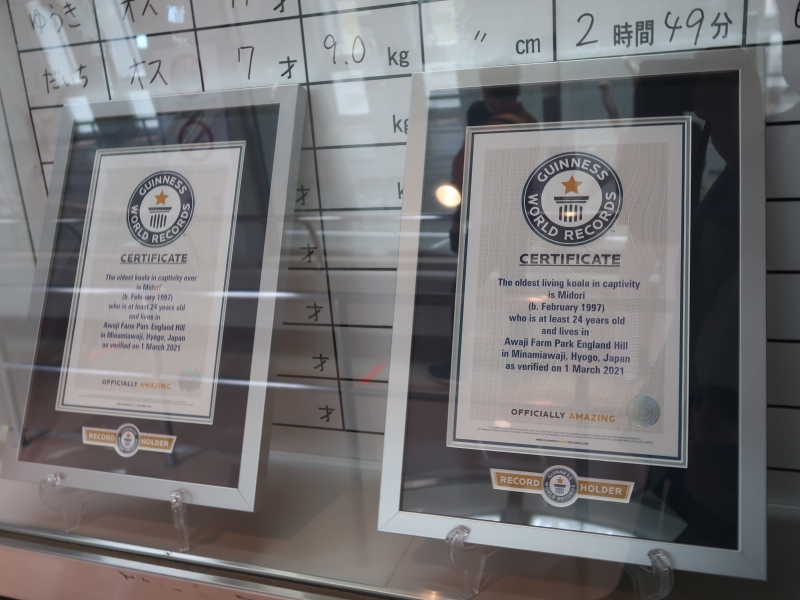 ゆうき オス
だいち オス 7才 9.0 kg 〃 cm 2時間49分
kg
才
才
才
才
才
GUINNESS WORLD RECORDS
CERTIFICATE
The oldest koala in captivity ever
is Midori
(b. February 1997)
who is at least 24 years old
and lives in
Awaji Farm Park England Hill
in Minamiawaji, Hyogo, Japan
as verified on 1 March 2021
OFFICIALLY AMAZING
RECORD HOLDER
GUINNESS WORLD RECORDS
CERTIFICATE
The oldest living koala in captivity
is Midori
(b. February 1997)
who is at least 24 years old
and lives in
Awaji Farm Park England Hill
in Minamiawaji, Hyogo, Japan
as verified on 1 March 2021
OFFICIALLY AMAZING
RECORD HOLDER